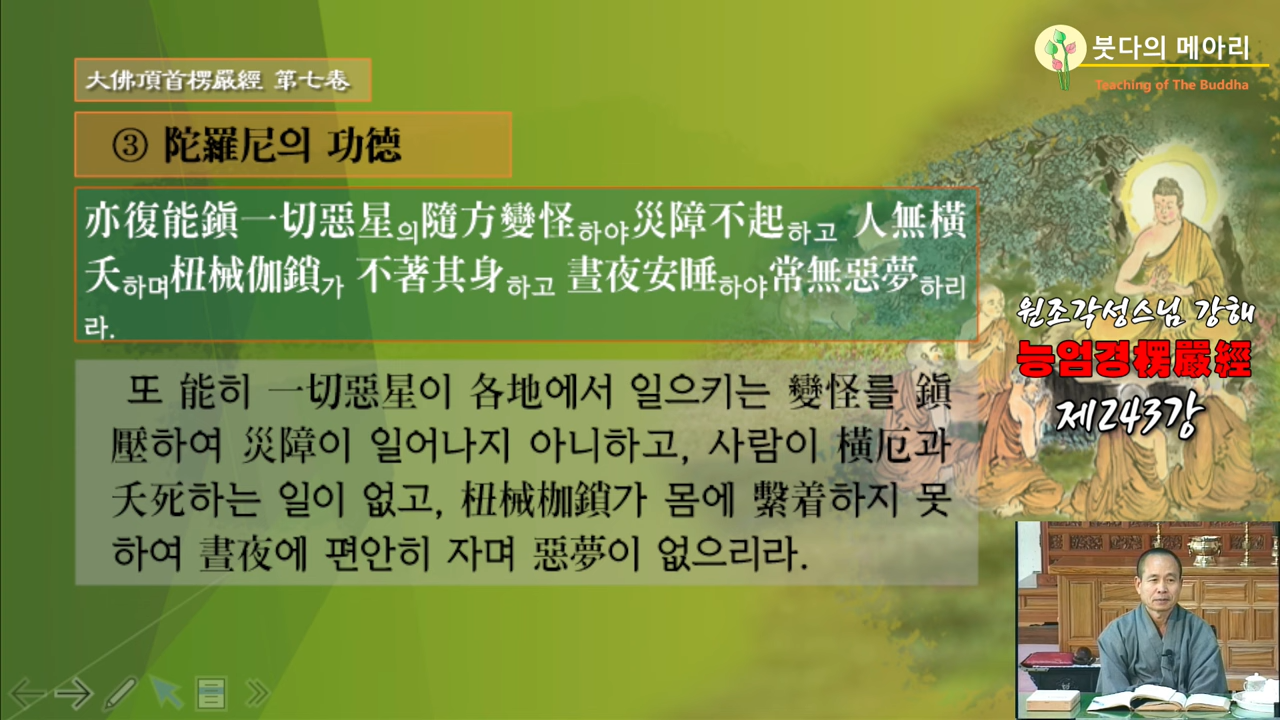 붓다의 메아리
Teaching of The Buddha
大佛頂首楞嚴經 第七卷
③ 陀羅尼의 功德
亦復能鎭一切惡星의隨方變怪하야災障不起하고 人無橫
夭하며杻械伽鎖가 不著其身하고 晝夜安睡하야常無惡夢하리
라.
또 能히 一切惡星이 各地에서 일으키는 變怪를 鎭
壓하여 災障이 일어나지 아니하고, 사람이 橫厄과
夭死하는 일이 없고, 杻械枷鎖가 몸에 繫着하지 못
하여 晝夜에 편안히 자며 惡夢이 없으리라.
원조각성스님 강해
능엄경楞嚴經
제243강